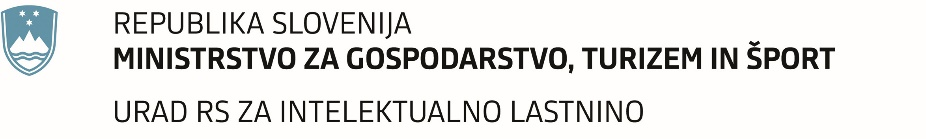 REPUBLIKA SLOVENIJA
MINISTRSTVO ZA GOSPODARSTVO, TURIZEM IN ŠPORT
URAD RS ZA INTELEKTUALNO LASTNINO